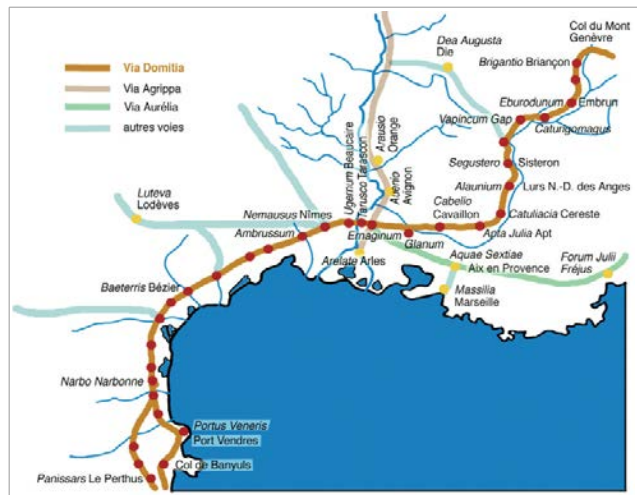 Via Domitia
Via Agrippa
Via Aurélia
autres voies
Col du Mont
Genèvre
Dea Augusta
Die
Brigantio Briançon
Eburodunum
Embrun
Vapincum Gap
Caturigomagus
Arausio
Orange
Ugernum Beaucaire
Tarusco Tarascon
Avenio
Avignon
Segustero
Sisteron
Alaunium
Lurs N.-D. des Anges
Luteva
Lodèves
Nemausus Nîmes
Cabelio
Cavaillon
Catuliacia Cereste
Ambrussum
Ernaginum
Glanum
Apta Julia Apt
Arelate Arles
Aquae Sextiae
Aix en Provence
Forum Julii
Fréjus
Baeterris Bézier
Massilia
Marseille
Narbo Narbonne
Portus Veneris
Port Vendres
Col de Banyuls
Panissars Le Perthus